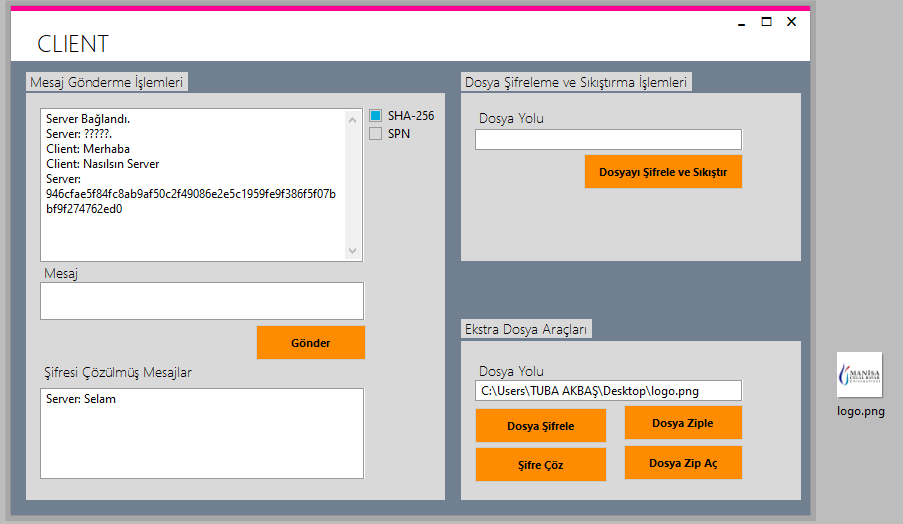 CLIENT
Mesaj Gönderme İşlemleri
Server Bağlandı.
Server: ?????.
Client: Merhaba
Client: Nasılsın Server
Server:
946cfae5f84fc8ab9af50c2f49086e2e5c1959fe9f386f5f07b
bf9f274762ed0
SHA-256
SPN
Mesaj
Gönder
Şifresi Çözülmüş Mesajlar
Server: Selam
Dosya Şifreleme ve Sıkıştırma İşlemleri
Dosya Yolu
Dosyayı Şifrele ve Sıkıştır
Ekstra Dosya Araçları
Dosya Yolu
C:\Users\TUBA AKBAŞ\Desktop\logo.png
Dosya Şifrele
Dosya Ziple
Şifre Çöz
Dosya Zip Aç
MANİSA
logo.png